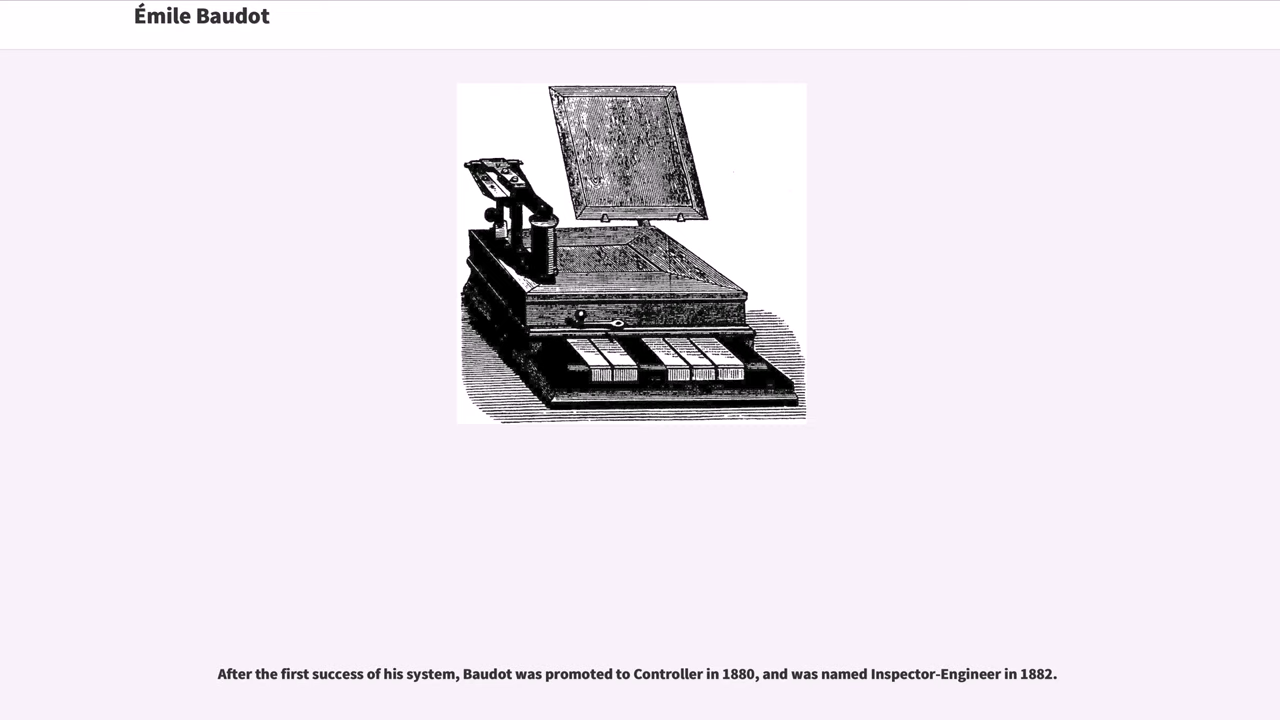 Émile Baudot
After the first success of his system, Baudot was promoted to Controller in 1880, and was named Inspector-Engineer in 1882.